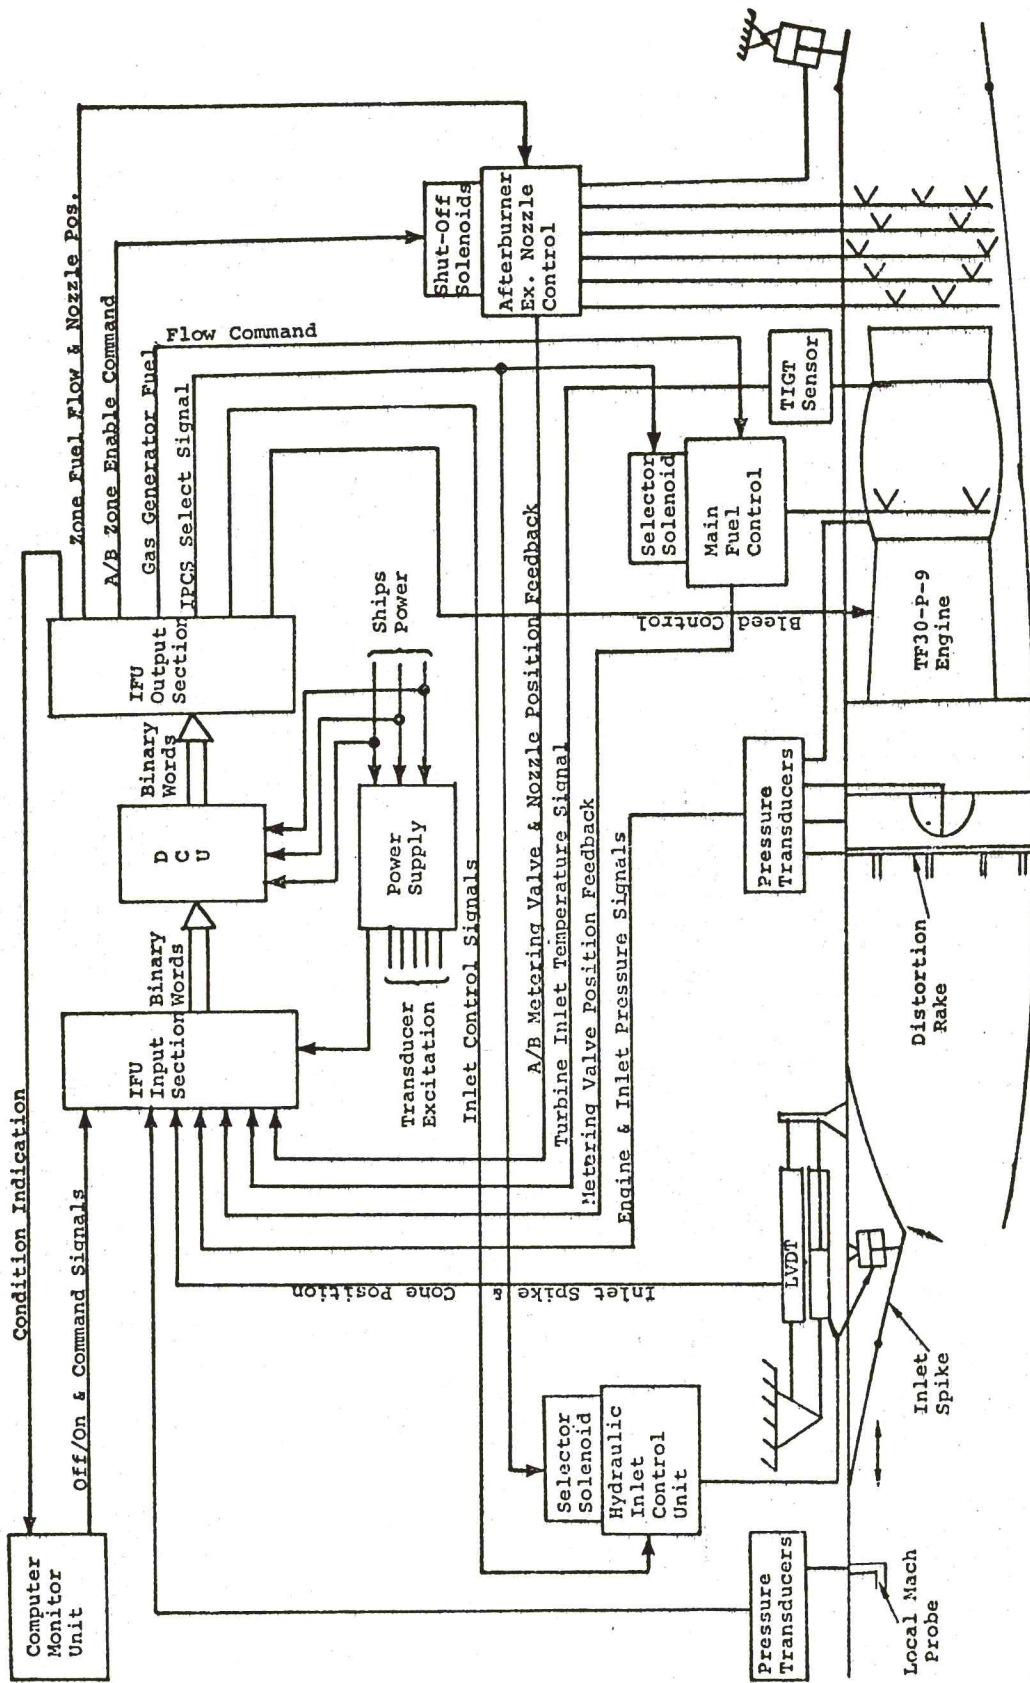 Computer
Monitor
Unit
Condition Indication
Off/on & Command Signals
IFU
Input
Section
Binary
Words
D
C
U
Binary
Words
IFU
Output
Section
Zone Fuel Flow & Nozzle Pos.
A/B Zone Enable Command
Gas Generator Fuel
Flow Command
IPCS Select Signal
Ships
Power
Power
Supply
Transducer
Excitation
Inlet Control Signals
A/B Metering Valve & Nozzle Position Feedback
Turbine Inlet Temperature Signal
Metering Valve Position Feedback
Engine & Inlet Pressure Signals
Inlet Spike & Cone Position
Bleed Control
Shut-Off
Solenoids
Afterburner
Ex. Nozzle
Control
Selector
Solenoid
Main
Fuel
Control
TIGT
Sensor
Selector
Solenoid
Hydraulic
Inlet
Control
Unit
Pressure
Transducers
Local Mach
Probe
LVDT
Inlet
Spike
Pressure
Transducers
Distortion
Rake
TF30-P-9
Engine